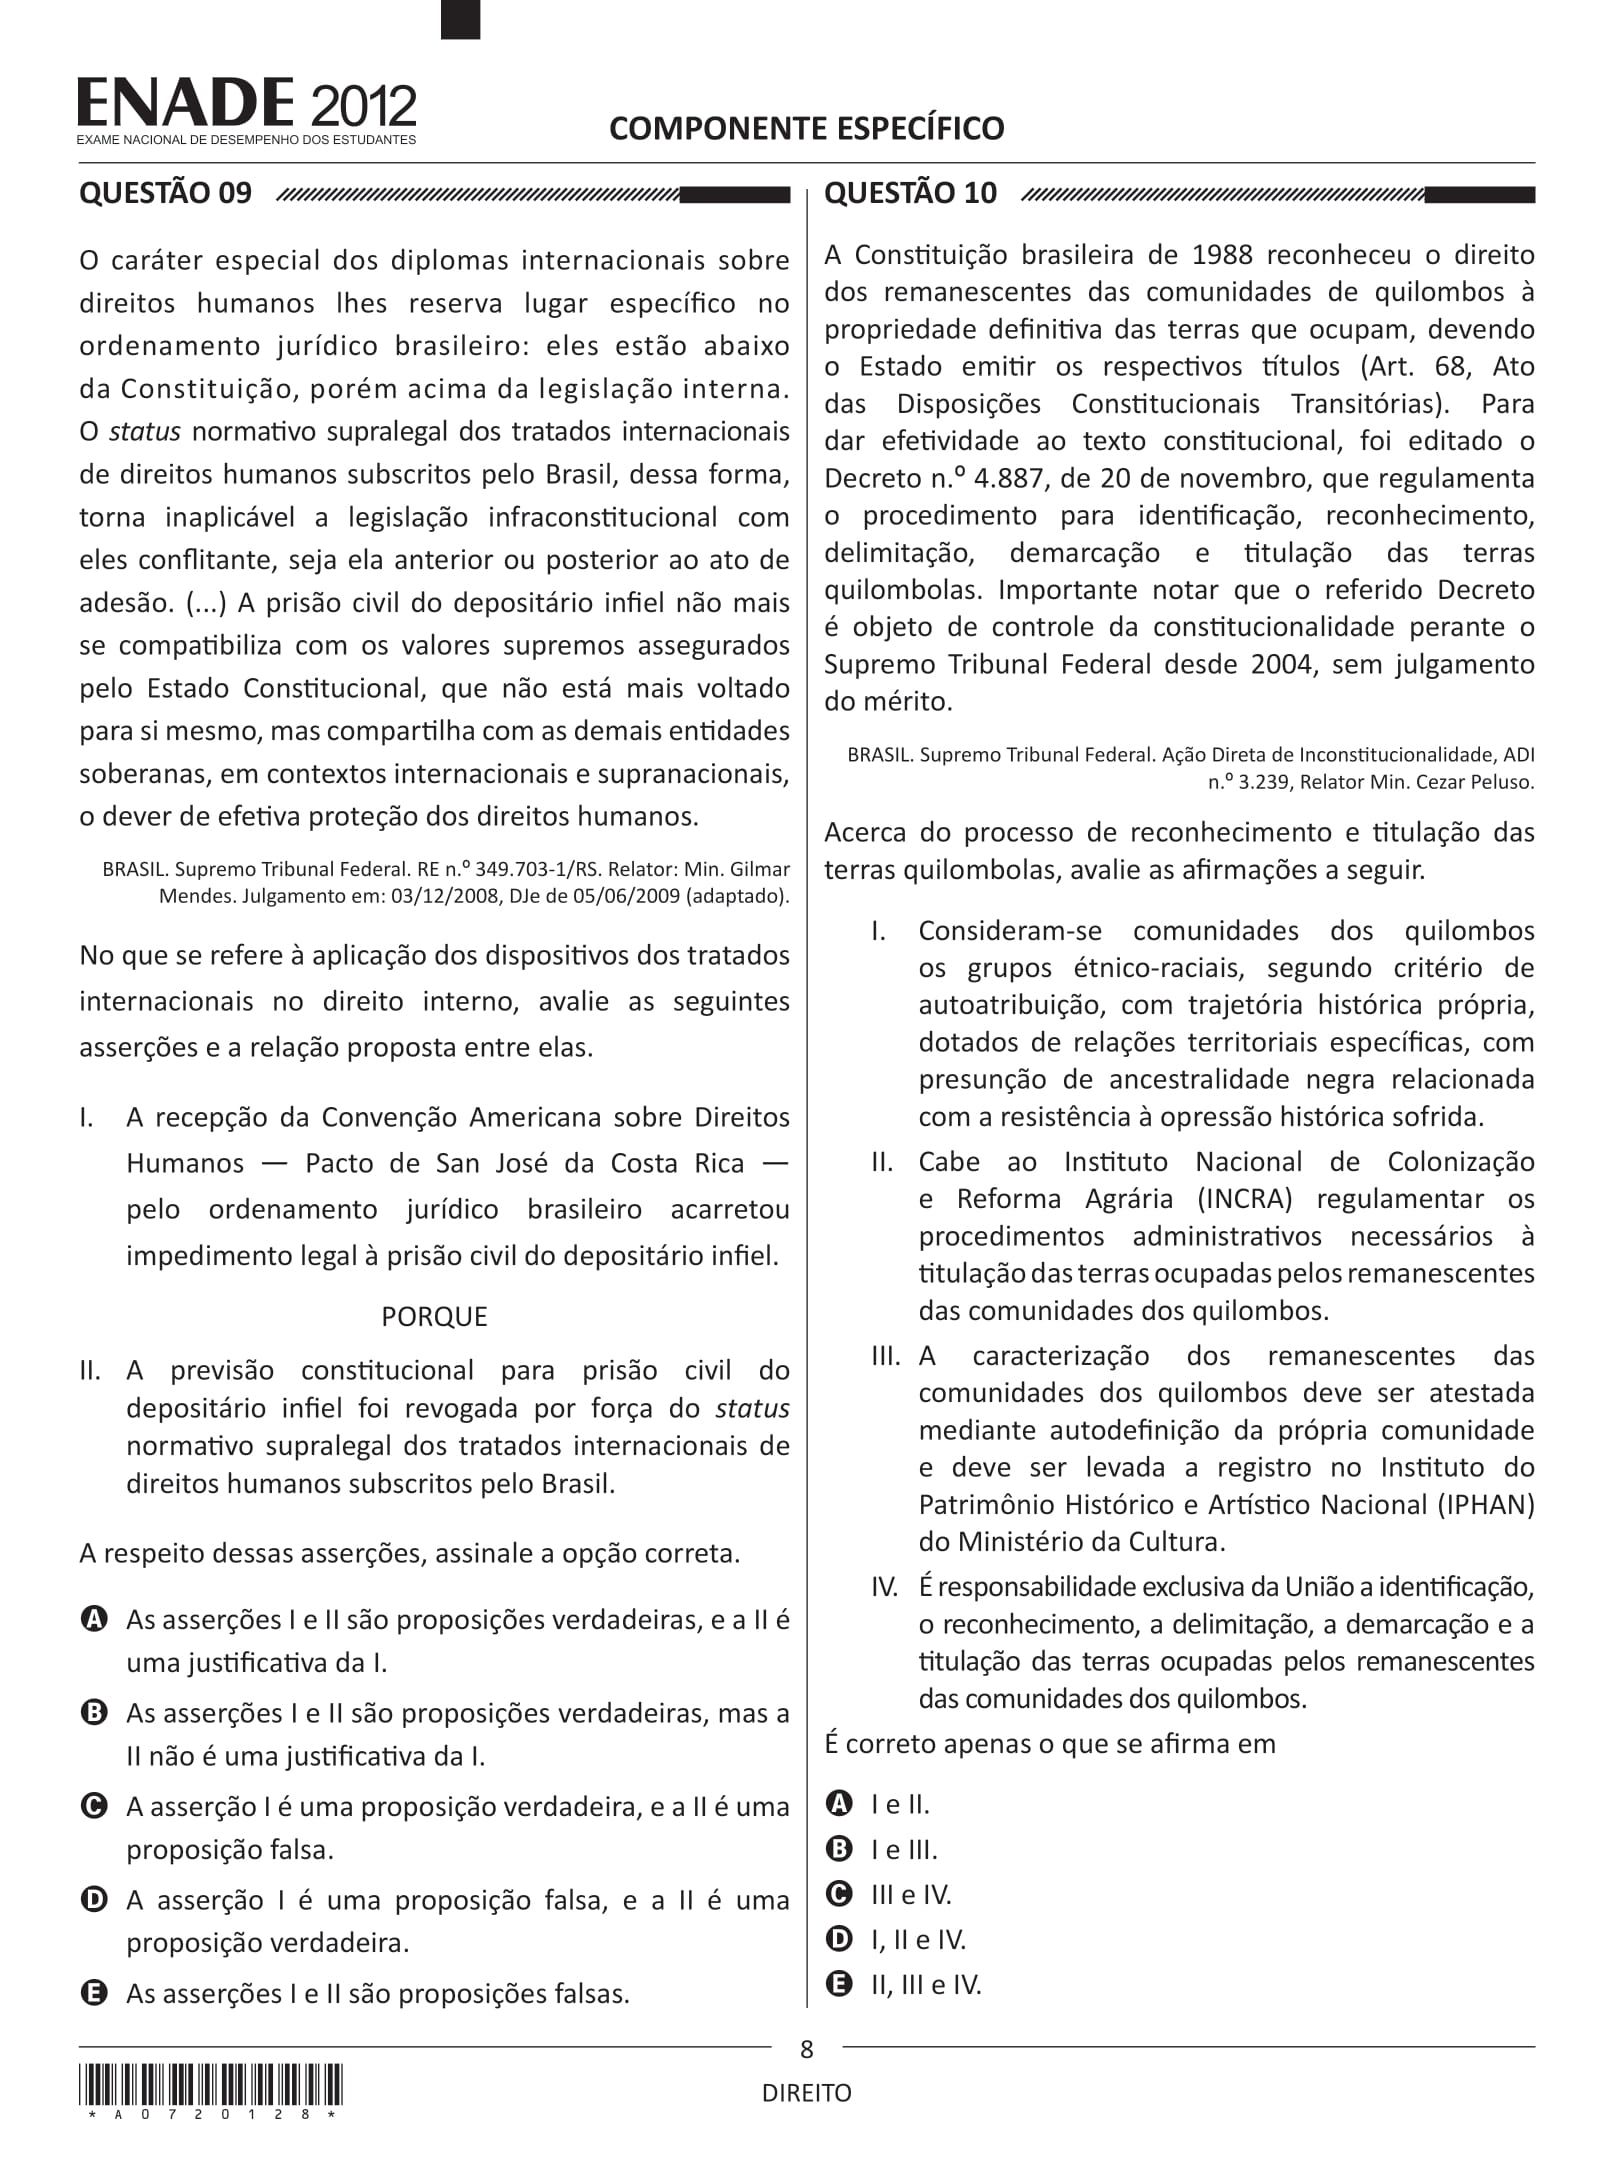 ENADE 2012
EXAME NACIONAL DE DESEMPENHO DOS ESTUDANTES
COMPONENTE ESPECÍFICO
QUESTÃO 09
O caráter especial dos diplomas internacionais sobre
direitos humanos lhes reserva lugar específico no
ordenamento jurídico brasileiro: eles estão abaixo
da Constituição, porém acima da legislação interna.
O status normativo supralegal dos tratados internacionais
de direitos humanos subscritos pelo Brasil, dessa forma,
torna inaplicável a legislação infraconstitucional com
eles conflitante, seja ela anterior ou posterior ao ato de
adesão. (...) A prisão civil do depositário infiel não mais
se compatibiliza com os valores supremos assegurados
pelo Estado Constitucional, que não está mais voltado
para si mesmo, mas compartilha com as demais entidades
soberanas, em contextos internacionais e supranacionais,
o dever de efetiva proteção dos direitos humanos.
BRASIL. Supremo Tribunal Federal. RE n.º 349.703-1/RS. Relator: Min. Gilmar
Mendes. Julgamento em: 03/12/2008, DJe de 05/06/2009 (adaptado).
No que se refere à aplicação dos dispositivos dos tratados
internacionais no direito interno, avalie as seguintes
asserções e a relação proposta entre elas.
I. A recepção da Convenção Americana sobre Direitos
Humanos — Pacto de San José da Costa Rica —
pelo ordenamento jurídico brasileiro acarretou
impedimento legal à prisão civil do depositário infiel.
PORQUE
II. A previsão constitucional para prisão civil do
depositário infiel foi revogada por força do status
normativo supralegal dos tratados internacionais de
direitos humanos subscritos pelo Brasil.
A respeito dessas asserções, assinale a opção correta.
A As asserções I e II são proposições verdadeiras, e a II é
uma justificativa da I.
B As asserções I e II são proposições verdadeiras, mas a
II não é uma justificativa da I.
C A asserção I é uma proposição verdadeira, e a II é uma
proposição falsa.
D A asserção I é uma proposição falsa, e a II é uma
proposição verdadeira.
E As asserções I e II são proposições falsas.
QUESTÃO 10
A Constituição brasileira de 1988 reconheceu o direito
dos remanescentes das comunidades de quilombos à
propriedade definitiva das terras que ocupam, devendo
o Estado emitir os respectivos títulos (Art. 68, Ato
das Disposições Constitucionais Transitórias). Para
dar efetividade ao texto constitucional, foi editado o
Decreto n.º 4.887, de 20 de novembro, que regulamenta
o procedimento para identificação, reconhecimento,
delimitação, demarcação e titulação das terras
quilombolas. Importante notar que o referido Decreto
é objeto de controle da constitucionalidade perante o
Supremo Tribunal Federal desde 2004, sem julgamento
do mérito.
BRASIL. Supremo Tribunal Federal. Ação Direta de Inconstitucionalidade, ADI
n.º 3.239, Relator Min. Cezar Peluso.
Acerca do processo de reconhecimento e titulação das
terras quilombolas, avalie as afirmações a seguir.
I. Consideram-se comunidades dos quilombos
os grupos étnico-raciais, segundo critério de
autoatribuição, com trajetória histórica própria,
dotados de relações territoriais específicas, com
presunção de ancestralidade negra relacionada
com a resistência à opressão histórica sofrida.
II. Cabe ao Instituto Nacional de Colonização
e Reforma Agrária (INCRA) regulamentar os
procedimentos administrativos necessários à
titulação das terras ocupadas pelos remanescentes
das comunidades dos quilombos.
III. A caracterização dos remanescentes das
comunidades dos quilombos deve ser atestada
mediante autodefinição da própria comunidade
e deve ser levada a registro no Instituto do
Patrimônio Histórico e Artístico Nacional (IPHAN)
do Ministério da Cultura.
IV. É responsabilidade exclusiva da União a identificação,
o reconhecimento, a delimitação, a demarcação e a
titulação das terras ocupadas pelos remanescentes
das comunidades dos quilombos.
É correto apenas o que se afirma em
A I e II.
B I e III.
C III e IV.
D I, II e IV.
E II, III e IV.
8
DIREITO
* A 0 7 2 0 1 2 8 *